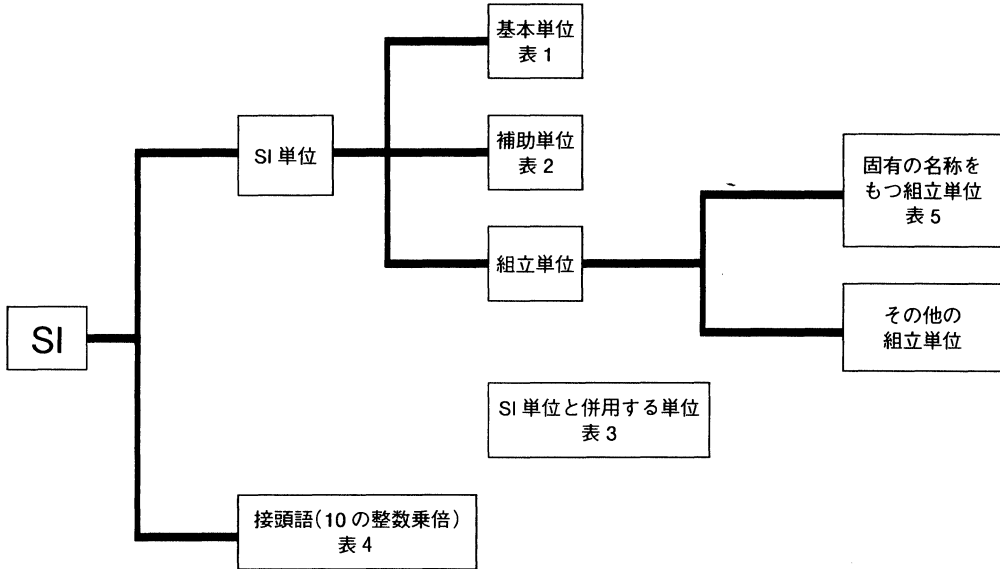 基本単位
表 1
SI 単位
補助単位
表 2
固有の名称を
もつ組立単位
表 5
組立単位
SI
その他の
組立単位
SI 単位と併用する単位
表 3
接頭語(10 の整数乗倍)
表 4